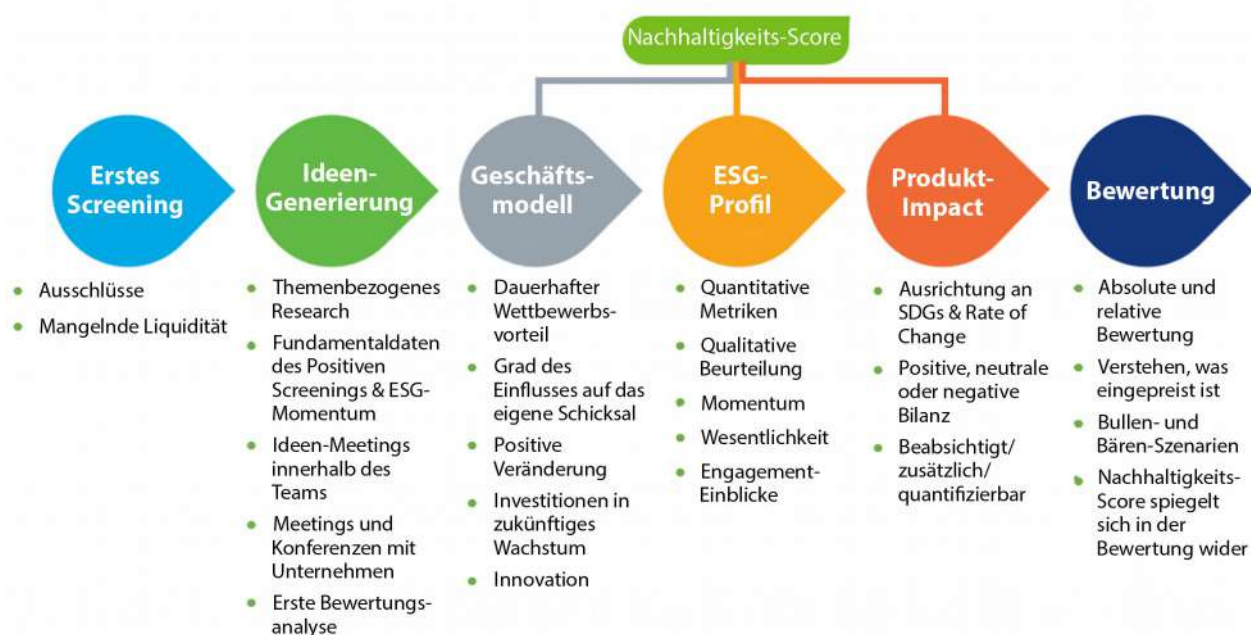 Nachhaltigkeits-Score
Erstes
Screening
• Ausschlüsse
• Mangelnde Liquidität
Ideen-
Generierung
• Themenbezogenes
Research
• Fundamentaldaten
des Positiven
Screenings & ESG-
Momentum
• Ideen-Meetings
innerhalb des
Teams
• Meetings und
Konferenzen mit
Unternehmen
• Erste Bewertungs-
analyse
Geschäfts-
modell
• Dauerhafter
Wettbewerbs-
vorteil
• Grad des
Einflusses auf das
eigene Schicksal
• Positive
Veränderung
• Investitionen in
zukünftiges
Wachstum
• Innovation
ESG-
Profil
• Quantitative
Metriken
• Qualitative
Beurteilung
• Momentum
• Wesentlichkeit
• Engagement-
Einblicke
Produkt-
Impact
• Ausrichtung an
SDGs & Rate of
Change
• Positive, neutrale
oder negative
Bilanz
• Beabsichtigt/
zusätzlich/
quantifizierbar
Bewertung
• Absolute und
relative
Bewertung
• Verstehen, was
eingepreist ist
• Bullen- und
Bären-Szenarien
• Nachhaltigkeits-
Score spiegelt
sich in der
Bewertung wider